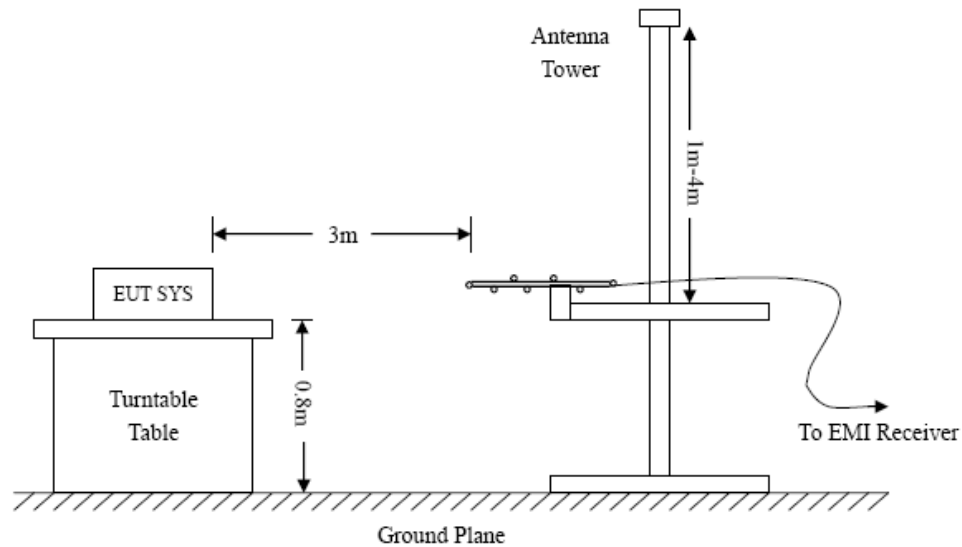 Antenna
Tower
1m-4m
3m
EUT SYS
0.8m
Turntable
Table
To EMI Receiver
Ground Plane